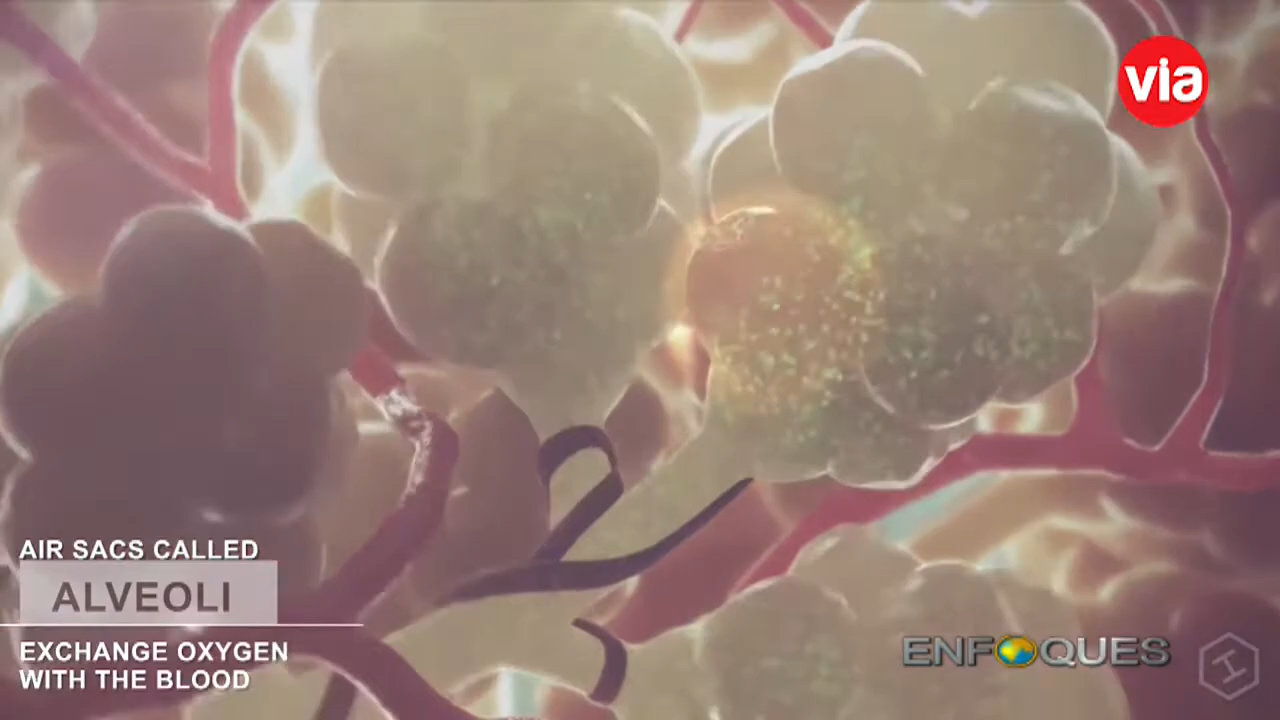 via
AIR SACS CALLED
ALVEOLI
EXCHANGE OXYGEN
WITH THE BLOOD
ENFOQUES